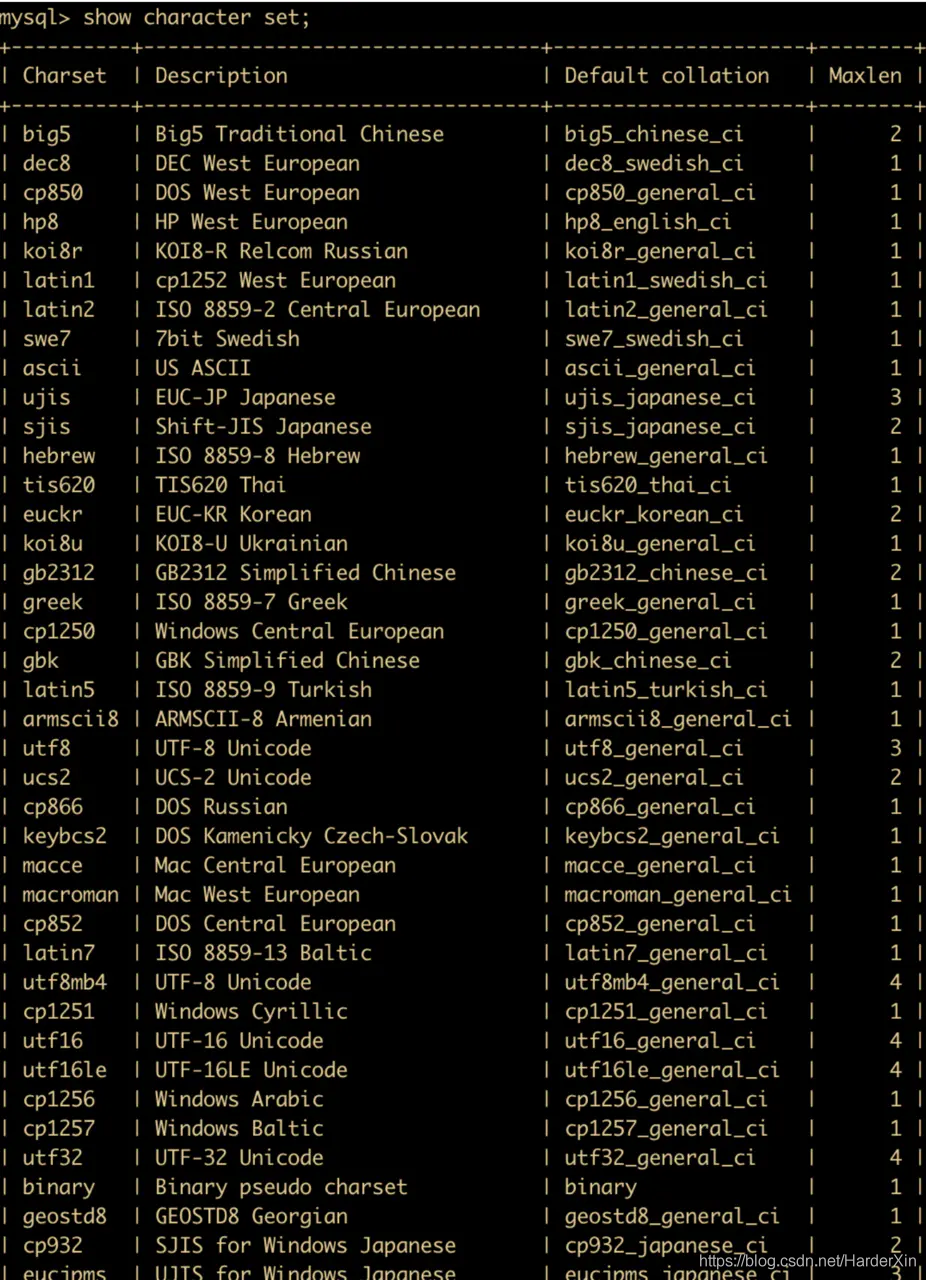 mysql> show character set;
+----------+---------------------------------+---------------------+--------+
| Charset | Description | Default collation | Maxlen |
+----------+---------------------------------+---------------------+--------+
| big5 | Big5 Traditional Chinese | big5_chinese_ci | 2 |
| dec8 | DEC West European | dec8_swedish_ci | 1 |
| cp850 | DOS West European | cp850_general_ci | 1 |
| hp8 | HP West European | hp8_english_ci | 1 |
| koi8r | KOI8-R Relcom Russian | koi8r_general_ci | 1 |
| latin1 | cp1252 West European | latin1_swedish_ci | 1 |
| latin2 | ISO 8859-2 Central European | latin2_general_ci | 1 |
| swe7 | 7bit Swedish | swe7_swedish_ci | 1 |
| ascii | US ASCII | ascii_general_ci | 1 |
| ujis | EUC-JP Japanese | ujis_japanese_ci | 3 |
| sjis | Shift-JIS Japanese | sjis_japanese_ci | 2 |
| hebrew | ISO 8859-8 Hebrew | hebrew_general_ci | 1 |
| tis620 | TIS620 Thai | tis620_thai_ci | 1 |
| euckr | EUC-KR Korean | euckr_korean_ci | 2 |
| koi8u | KOI8-U Ukrainian | koi8u_general_ci | 1 |
| gb2312 | GB2312 Simplified Chinese | gb2312_chinese_ci | 2 |
| greek | ISO 8859-7 Greek | greek_general_ci | 1 |
| cp1250 | Windows Central European | cp1250_general_ci | 1 |
| gbk | GBK Simplified Chinese | gbk_chinese_ci | 2 |
| latin5 | ISO 8859-9 Turkish | latin5_turkish_ci | 1 |
| armscii8 | ARMSCII-8 Armenian | armscii8_general_ci | 1 |
| utf8 | UTF-8 Unicode | utf8_general_ci | 3 |
| ucs2 | UCS-2 Unicode | ucs2_general_ci | 2 |
| cp866 | DOS Russian | cp866_general_ci | 1 |
| keybcs2 | DOS Kamenicky Czech-Slovak | keybcs2_general_ci | 1 |
| macce | Mac Central European | macce_general_ci | 1 |
| macroman | Mac West European | macroman_general_ci | 1 |
| cp852 | DOS Central European | cp852_general_ci | 1 |
| latin7 | ISO 8859-13 Baltic | latin7_general_ci | 1 |
| utf8mb4 | UTF-8 Unicode | utf8mb4_general_ci | 4 |
| cp1251 | Windows Cyrillic | cp1251_general_ci | 1 |
| utf16 | UTF-16 Unicode | utf16_general_ci | 4 |
| utf16le | UTF-16LE Unicode | utf16le_general_ci | 4 |
| cp1256 | Windows Arabic | cp1256_general_ci | 1 |
| cp1257 | Windows Baltic | cp1257_general_ci | 1 |
| utf32 | UTF-32 Unicode | utf32_general_ci | 4 |
| binary | Binary pseudo charset | binary | 1 |
| geostd8 | GEOSTD8 Georgian | geostd8_general_ci | 1 |
| cp932 | SJIS for Windows Japanese | cp932_japanese_ci | 2 |
https://blog.csdn.net/HarderXin
| eucjpms | UJIS for Windows Japanese | eucjpms_japanese_ci | 3 |